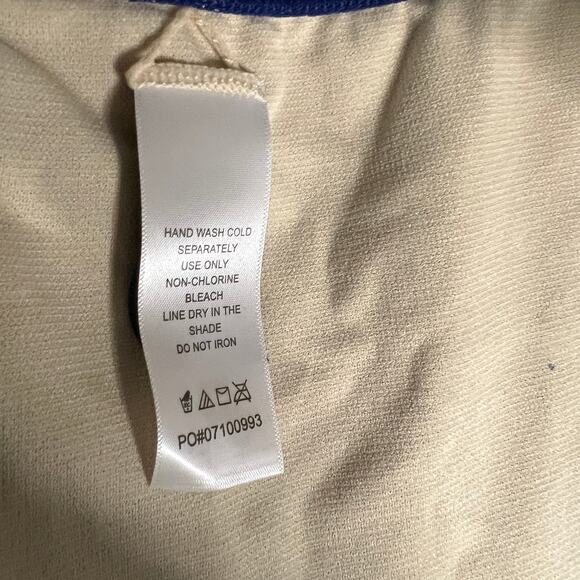 HAND WASH COLD
SEPARATELY
USE ONLY
NON-CHLORINE
BLEACH
LINE DRY IN THE
SHADE
DO NOT IRON
PO#07100993